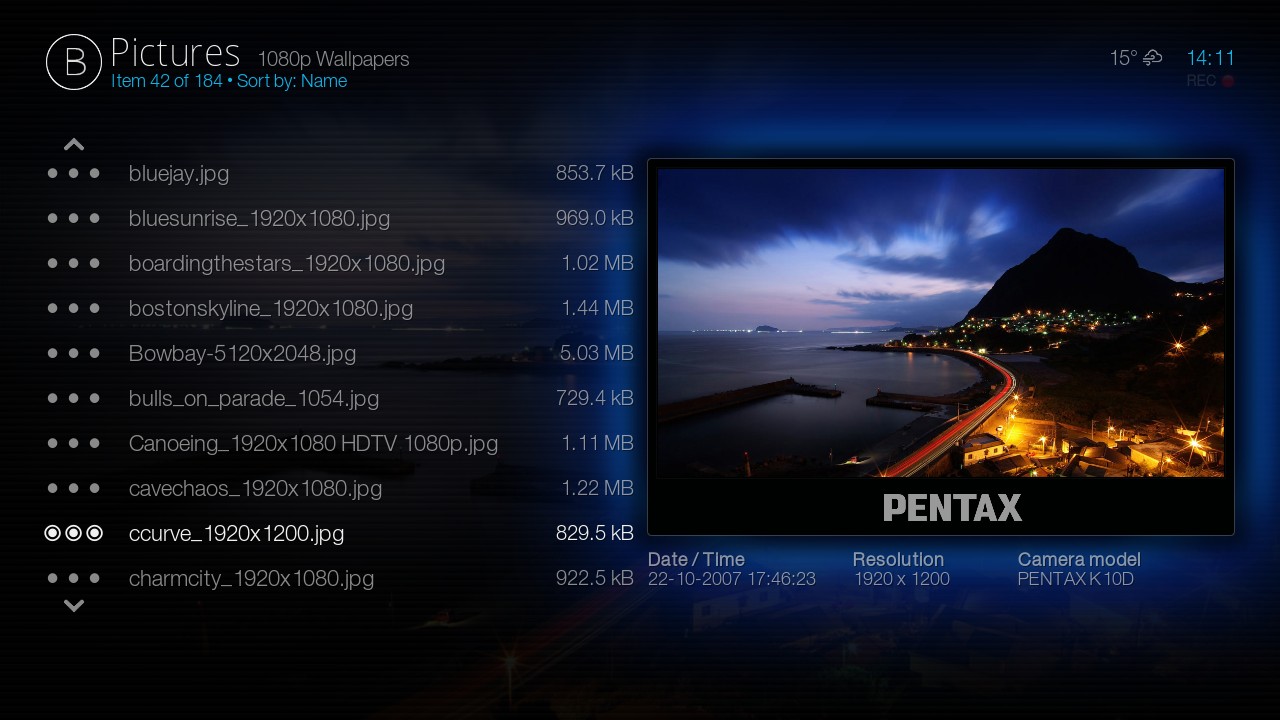 B Pictures 1080p Wallpapers
Item 42 of 184 • Sort by: Name
15° 14:11
REC
bluejay.jpg 853.7 kB
bluesunrise_1920x1080.jpg 969.0 kB
boardingthestars_1920x1080.jpg 1.02 MB
bostonskyline_1920x1080.jpg 1.44 MB
Bowbay-5120x2048.jpg 5.03 MB
bulls_on_parade_1054.jpg 729.4 kB
Canoeing_1920x1080 HDTV 1080p.jpg 1.11 MB
cavechaos_1920x1080.jpg 1.22 MB
ccurve_1920x1200.jpg 829.5 kB
charmcity_1920x1080.jpg 922.5 kB
PENTAX
Date / Time Resolution Camera model
22-10-2007 17:46:23 1920 x 1200 PENTAX K10D